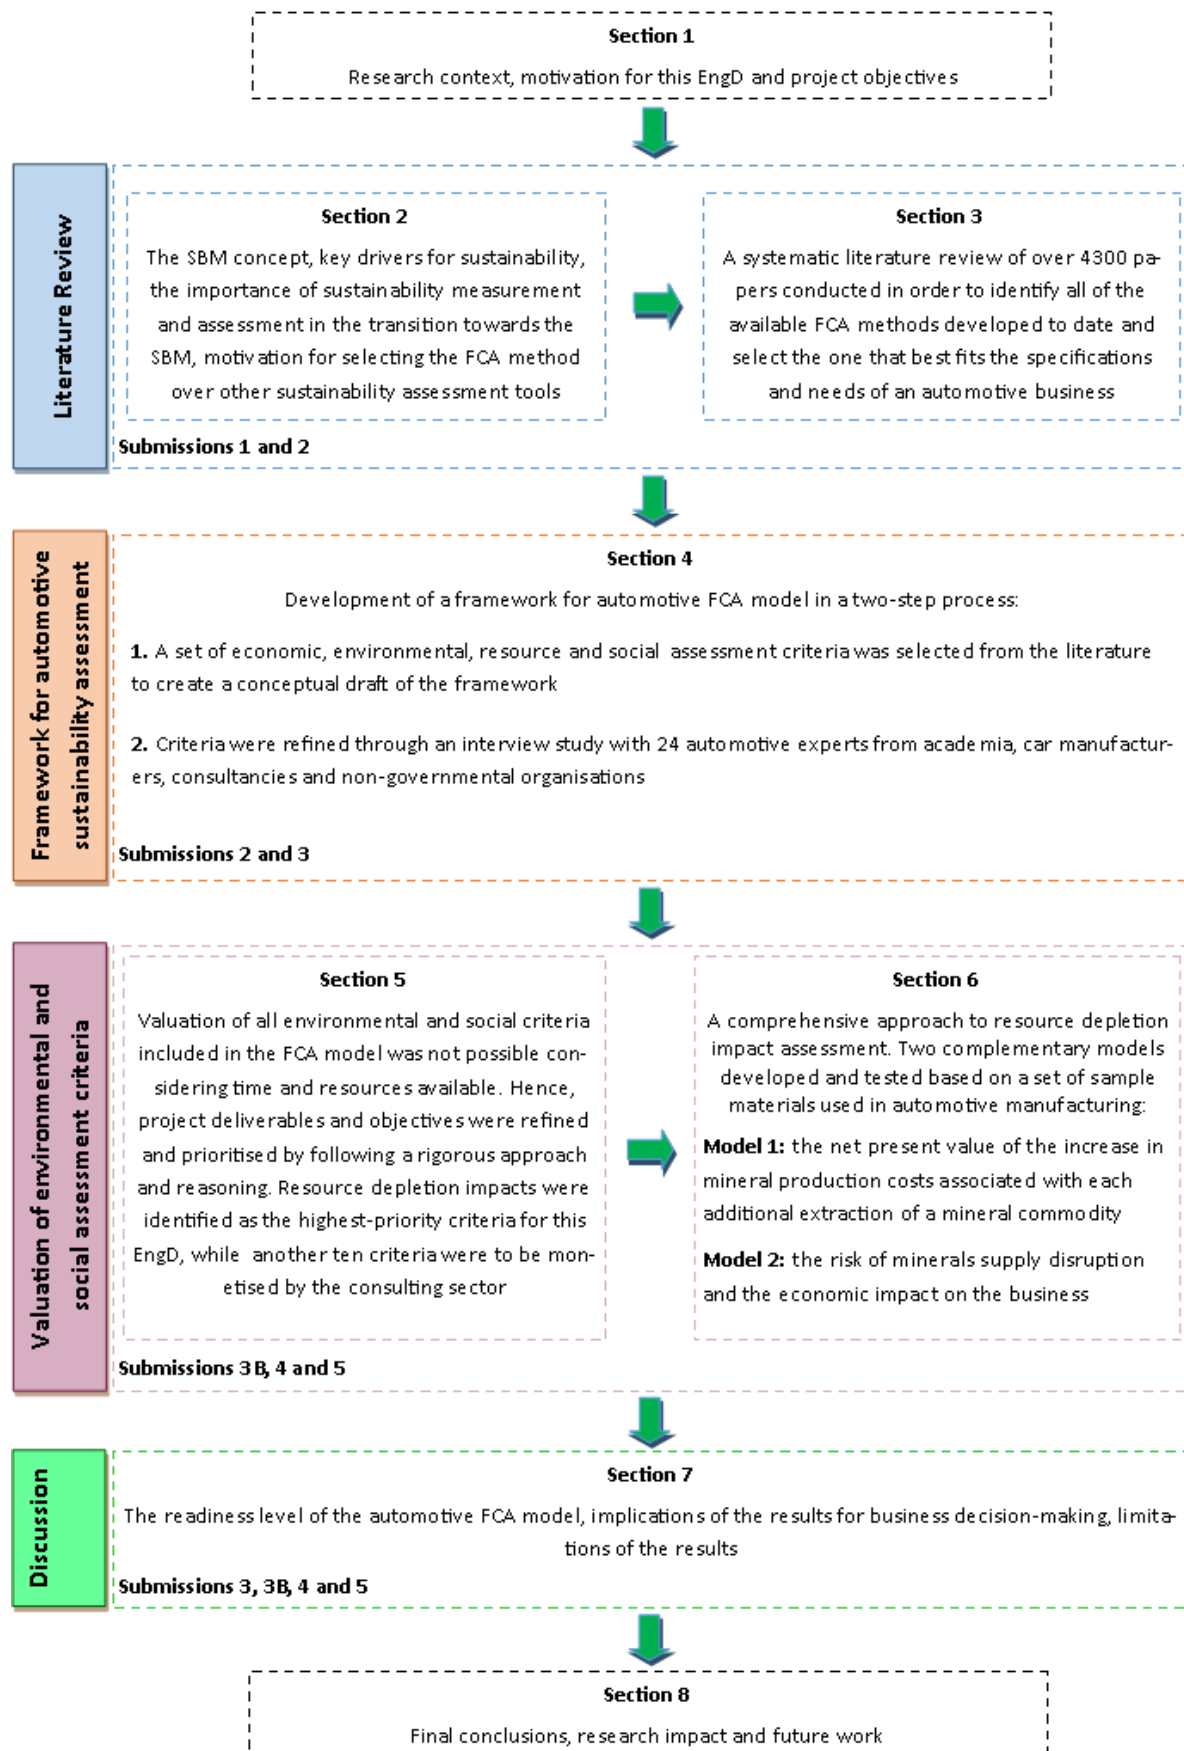 Section 1
Research context, motivation for this EngD and project objectives
Literature Review
Section 2
The SBM concept, key drivers for sustainability,
the importance of sustainability measurement
and assessment in the transition towards the
SBM, motivation for selecting the FCA method
over other sustainability assessment tools
Section 3
A systematic literature review of over 4300 pa-
pers conducted in order to identify all of the
available FCA methods developed to date and
select the one that best fits the specifications
and needs of an automotive business
Submissions 1 and 2
Framework for automotive
sustainability assessment
Section 4
Development of a framework for automotive FCA model in a two-step process:
1. A set of economic, environmental, resource and social assessment criteria was selected from the literature
to create a conceptual draft of the framework
2. Criteria were refined through an interview study with 24 automotive experts from academia, car manufactur-
ers, consultancies and non-governmental organisations
Submissions 2 and 3
Valuation of environmental and
social assessment criteria
Section 5
Valuation of all environmental and social criteria
included in the FCA model was not possible con-
sidering time and resources available. Hence,
project deliverables and objectives were refined
and prioritised by following a rigorous approach
and reasoning. Resource depletion impacts were
identified as the highest-priority criteria for this
EngD, while another ten criteria were to be mon-
etised by the consulting sector
Section 6
A comprehensive approach to resource depletion
impact assessment. Two complementary models
developed and tested based on a set of sample
materials used in automotive manufacturing:
Model 1: the net present value of the increase in
mineral production costs associated with each
additional extraction of a mineral commodity
Model 2: the risk of minerals supply disruption
and the economic impact on the business
Submissions 3B, 4 and 5
Discussion
Section 7
The readiness level of the automotive FCA model, implications of the results for business decision-making, limita-
tions of the results
Submissions 3, 3B, 4 and 5
Section 8
Final conclusions, research impact and future work